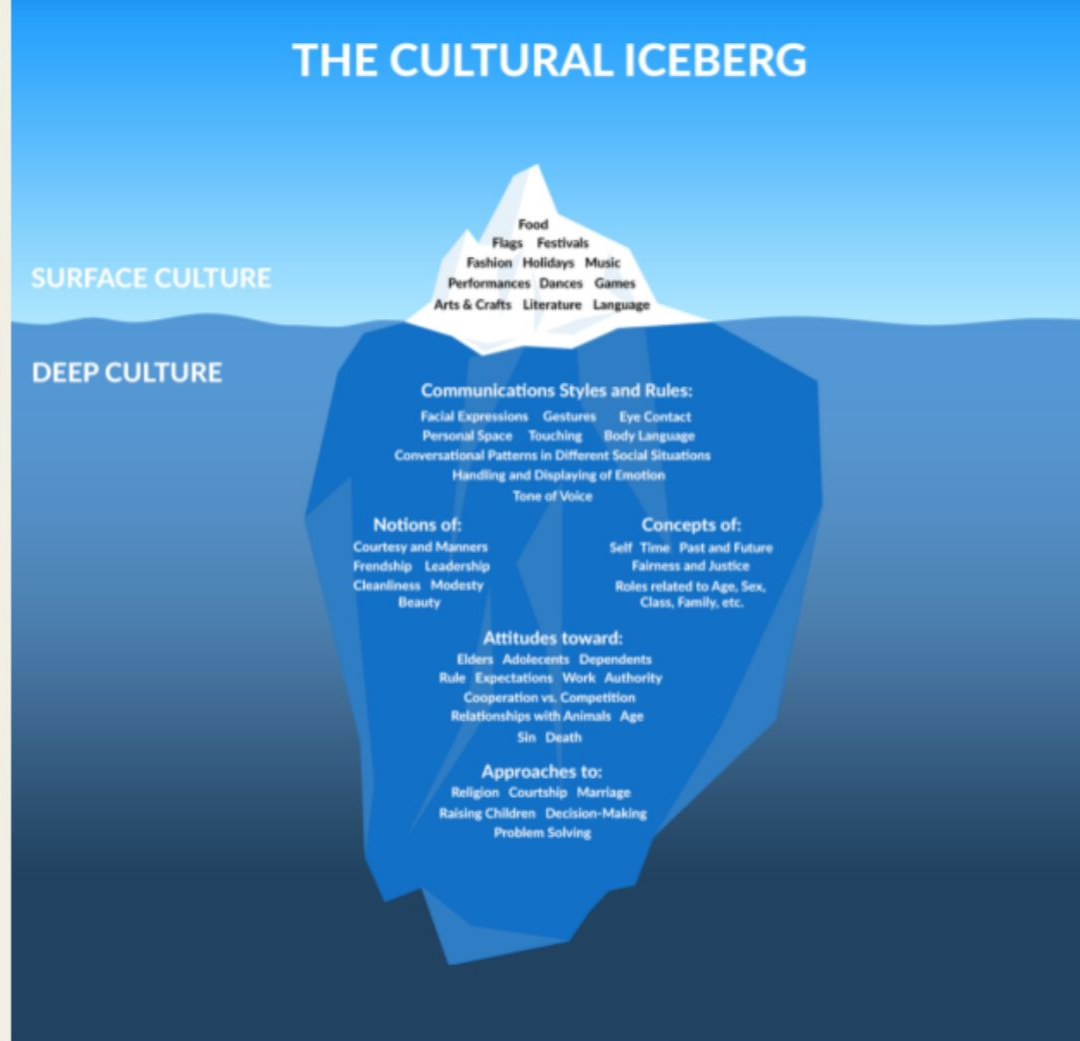 THE CULTURAL ICEBERG
Food
Flags Festivals
Fashion Holidays Music
Performances Dances Games
Arts & Crafts Literature Language
SURFACE CULTURE
DEEP CULTURE
Communications Styles and Rules:
Facial Expressions Gestures Eye Contact
Personal Space Touching Body Language
Conversational Patterns in Different Social Situations
Handling and Displaying of Emotion
Tone of Voice
Notions of:
Courtesy and Manners
Frendship Leadership
Cleanliness Modesty
Beauty
Concepts of:
Self Time Past and Future
Fairness and Justice
Roles related to Age, Sex,
Class, Family, etc.
Attitudes toward:
Elders Adolecents Dependents
Rule Expectations Work Authority
Cooperation vs. Competition
Relationships with Animals Age
Sin Death
Approaches to:
Religion Courtship Marriage
Raising Children Decision-Making
Problem Solving